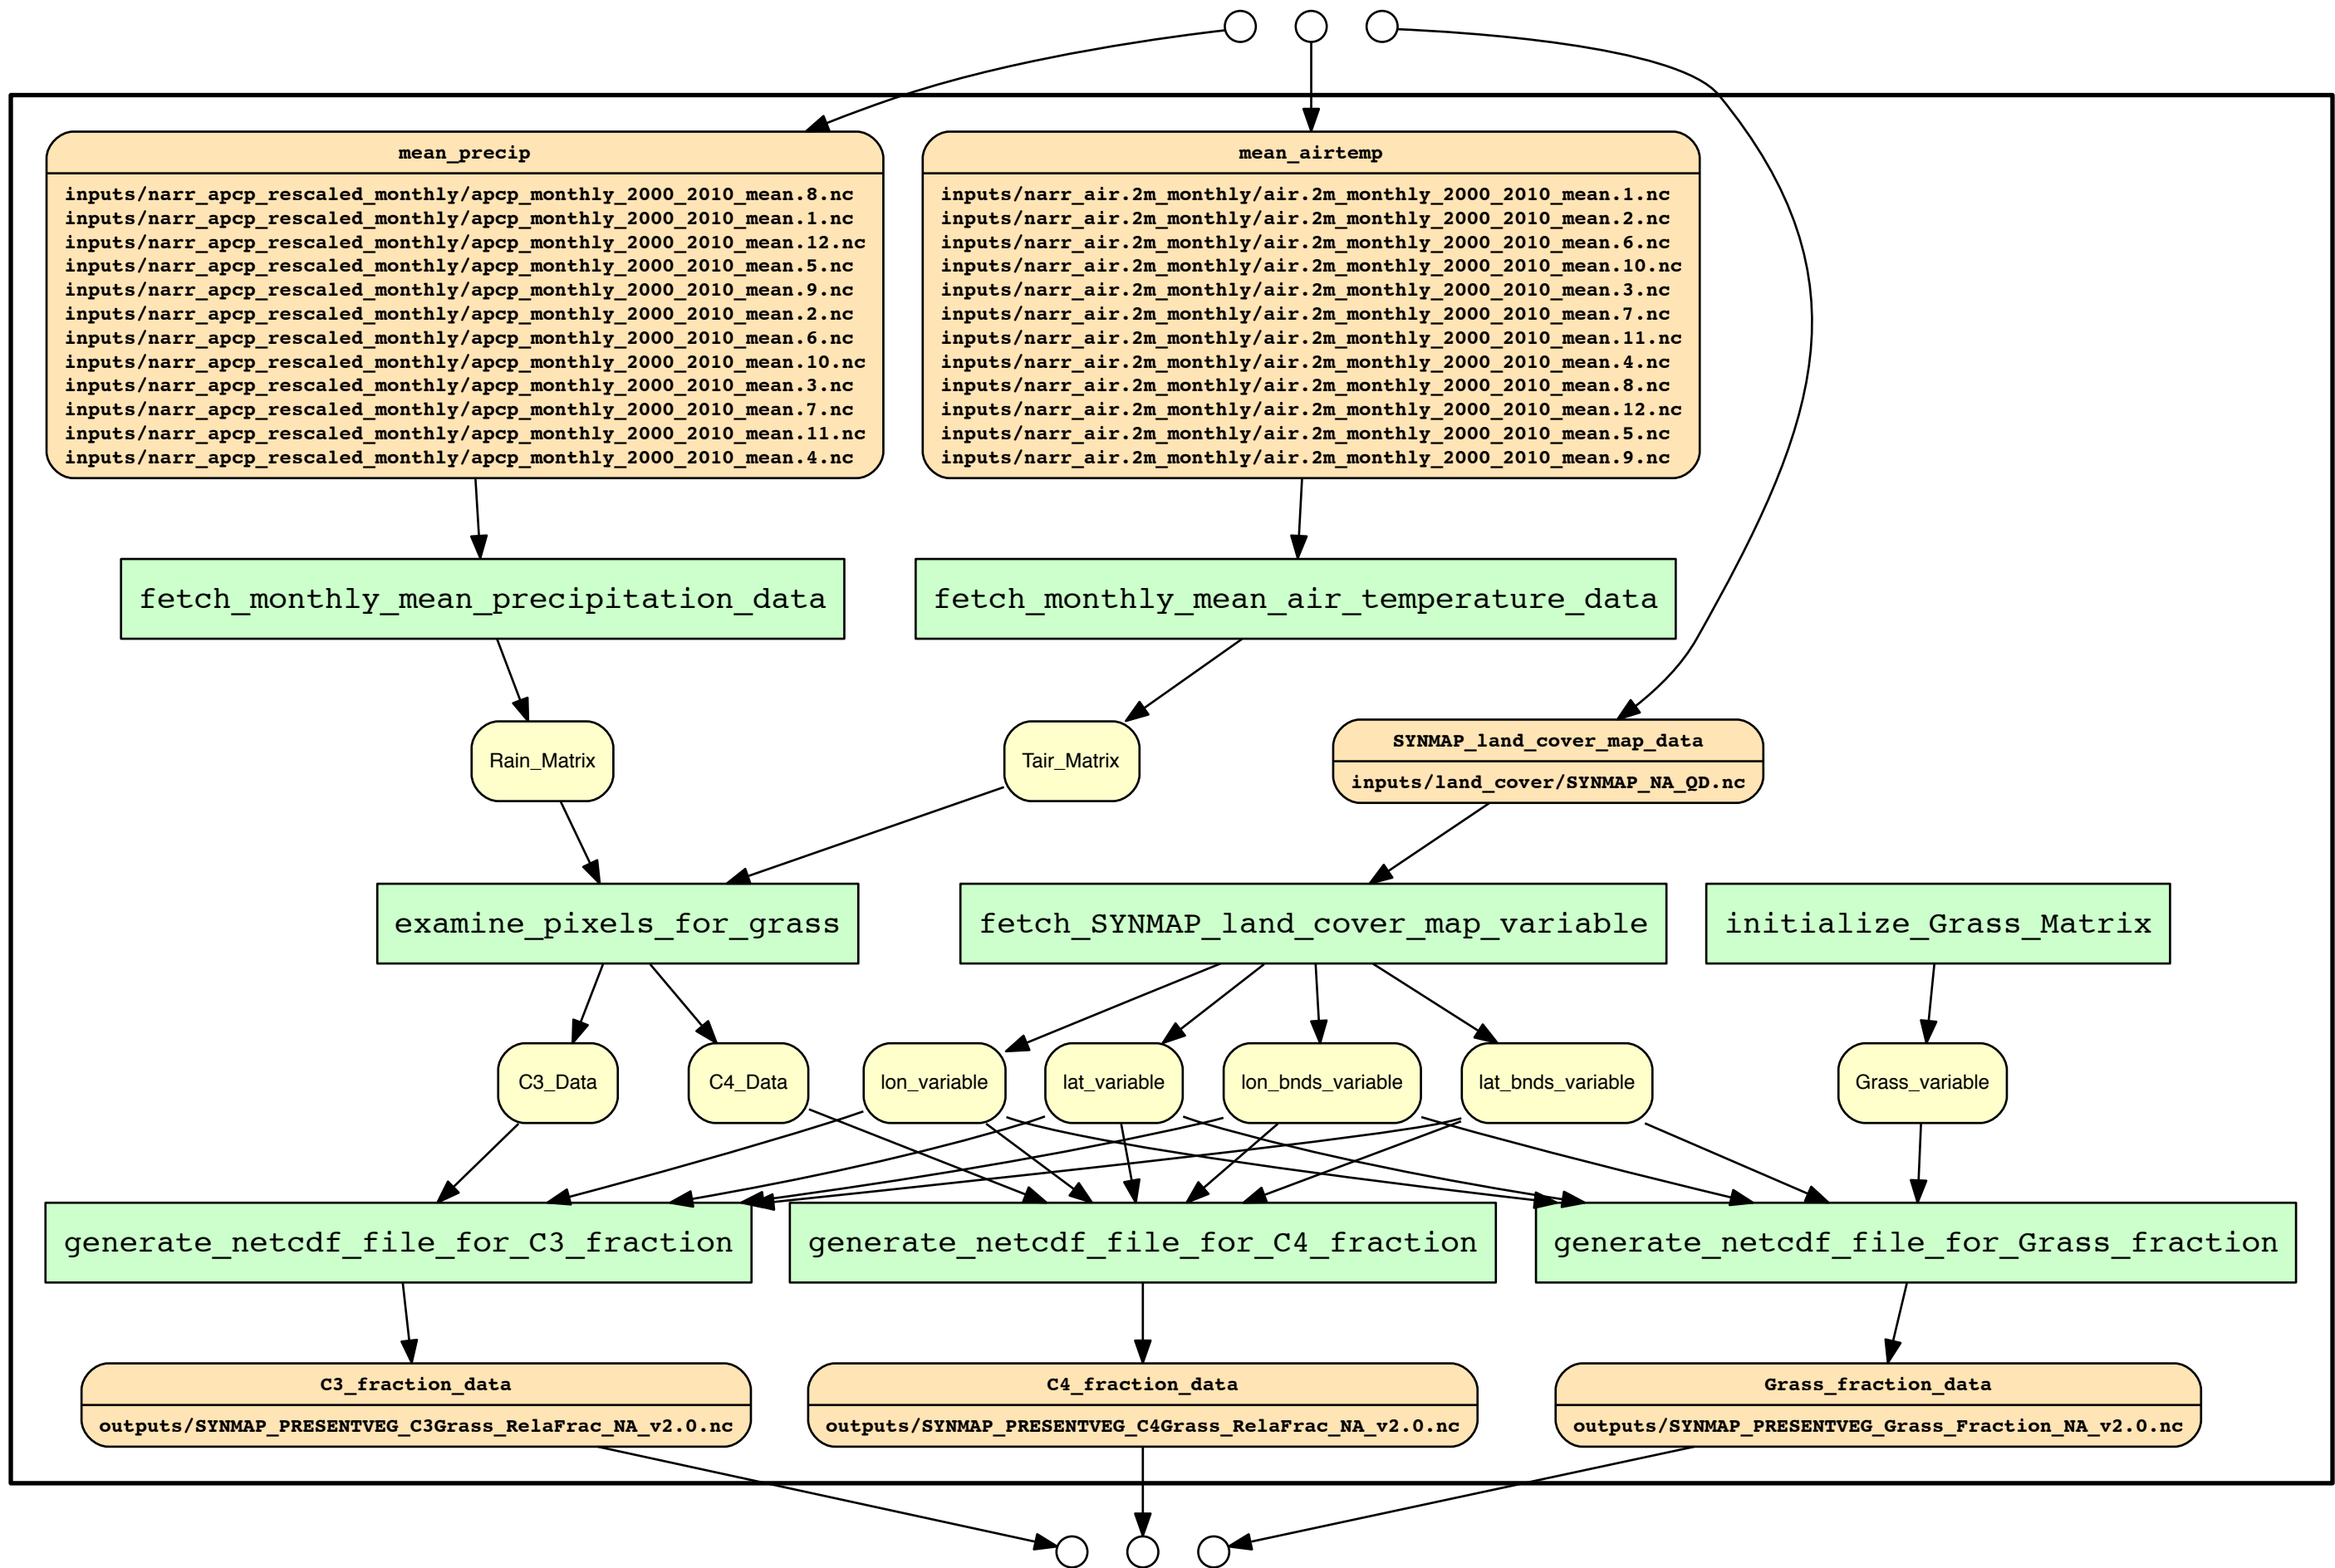 mean_precip
inputs/narr_apcp_rescaled_monthly/apcp_monthly_2000_2010_mean.8.nc
inputs/narr_apcp_rescaled_monthly/apcp_monthly_2000_2010_mean.1.nc
inputs/narr_apcp_rescaled_monthly/apcp_monthly_2000_2010_mean.12.nc
inputs/narr_apcp_rescaled_monthly/apcp_monthly_2000_2010_mean.5.nc
inputs/narr_apcp_rescaled_monthly/apcp_monthly_2000_2010_mean.9.nc
inputs/narr_apcp_rescaled_monthly/apcp_monthly_2000_2010_mean.2.nc
inputs/narr_apcp_rescaled_monthly/apcp_monthly_2000_2010_mean.6.nc
inputs/narr_apcp_rescaled_monthly/apcp_monthly_2000_2010_mean.10.nc
inputs/narr_apcp_rescaled_monthly/apcp_monthly_2000_2010_mean.3.nc
inputs/narr_apcp_rescaled_monthly/apcp_monthly_2000_2010_mean.7.nc
inputs/narr_apcp_rescaled_monthly/apcp_monthly_2000_2010_mean.11.nc
inputs/narr_apcp_rescaled_monthly/apcp_monthly_2000_2010_mean.4.nc
mean_airtemp
inputs/narr_air.2m_monthly/air.2m_monthly_2000_2010_mean.1.nc
inputs/narr_air.2m_monthly/air.2m_monthly_2000_2010_mean.2.nc
inputs/narr_air.2m_monthly/air.2m_monthly_2000_2010_mean.6.nc
inputs/narr_air.2m_monthly/air.2m_monthly_2000_2010_mean.10.nc
inputs/narr_air.2m_monthly/air.2m_monthly_2000_2010_mean.3.nc
inputs/narr_air.2m_monthly/air.2m_monthly_2000_2010_mean.7.nc
inputs/narr_air.2m_monthly/air.2m_monthly_2000_2010_mean.11.nc
inputs/narr_air.2m_monthly/air.2m_monthly_2000_2010_mean.4.nc
inputs/narr_air.2m_monthly/air.2m_monthly_2000_2010_mean.8.nc
inputs/narr_air.2m_monthly/air.2m_monthly_2000_2010_mean.12.nc
inputs/narr_air.2m_monthly/air.2m_monthly_2000_2010_mean.5.nc
inputs/narr_air.2m_monthly/air.2m_monthly_2000_2010_mean.9.nc
fetch_monthly_mean_precipitation_data
fetch_monthly_mean_air_temperature_data
Rain_Matrix
Tair_Matrix
SYNMAP_land_cover_map_data
inputs/land_cover/SYNMAP_NA_QD.nc
examine_pixels_for_grass
fetch_SYNMAP_land_cover_map_variable
initialize_Grass_Matrix
C3_Data
C4_Data
lon_variable
lat_variable
lon_bnds_variable
lat_bnds_variable
Grass_variable
generate_netcdf_file_for_C3_fraction
generate_netcdf_file_for_C4_fraction
generate_netcdf_file_for_Grass_fraction
C3_fraction_data
outputs/SYNMAP_PRESENTVEG_C3Grass_RelaFrac_NA_v2.0.nc
C4_fraction_data
outputs/SYNMAP_PRESENTVEG_C4Grass_RelaFrac_NA_v2.0.nc
Grass_fraction_data
outputs/SYNMAP_PRESENTVEG_Grass_Fraction_NA_v2.0.nc